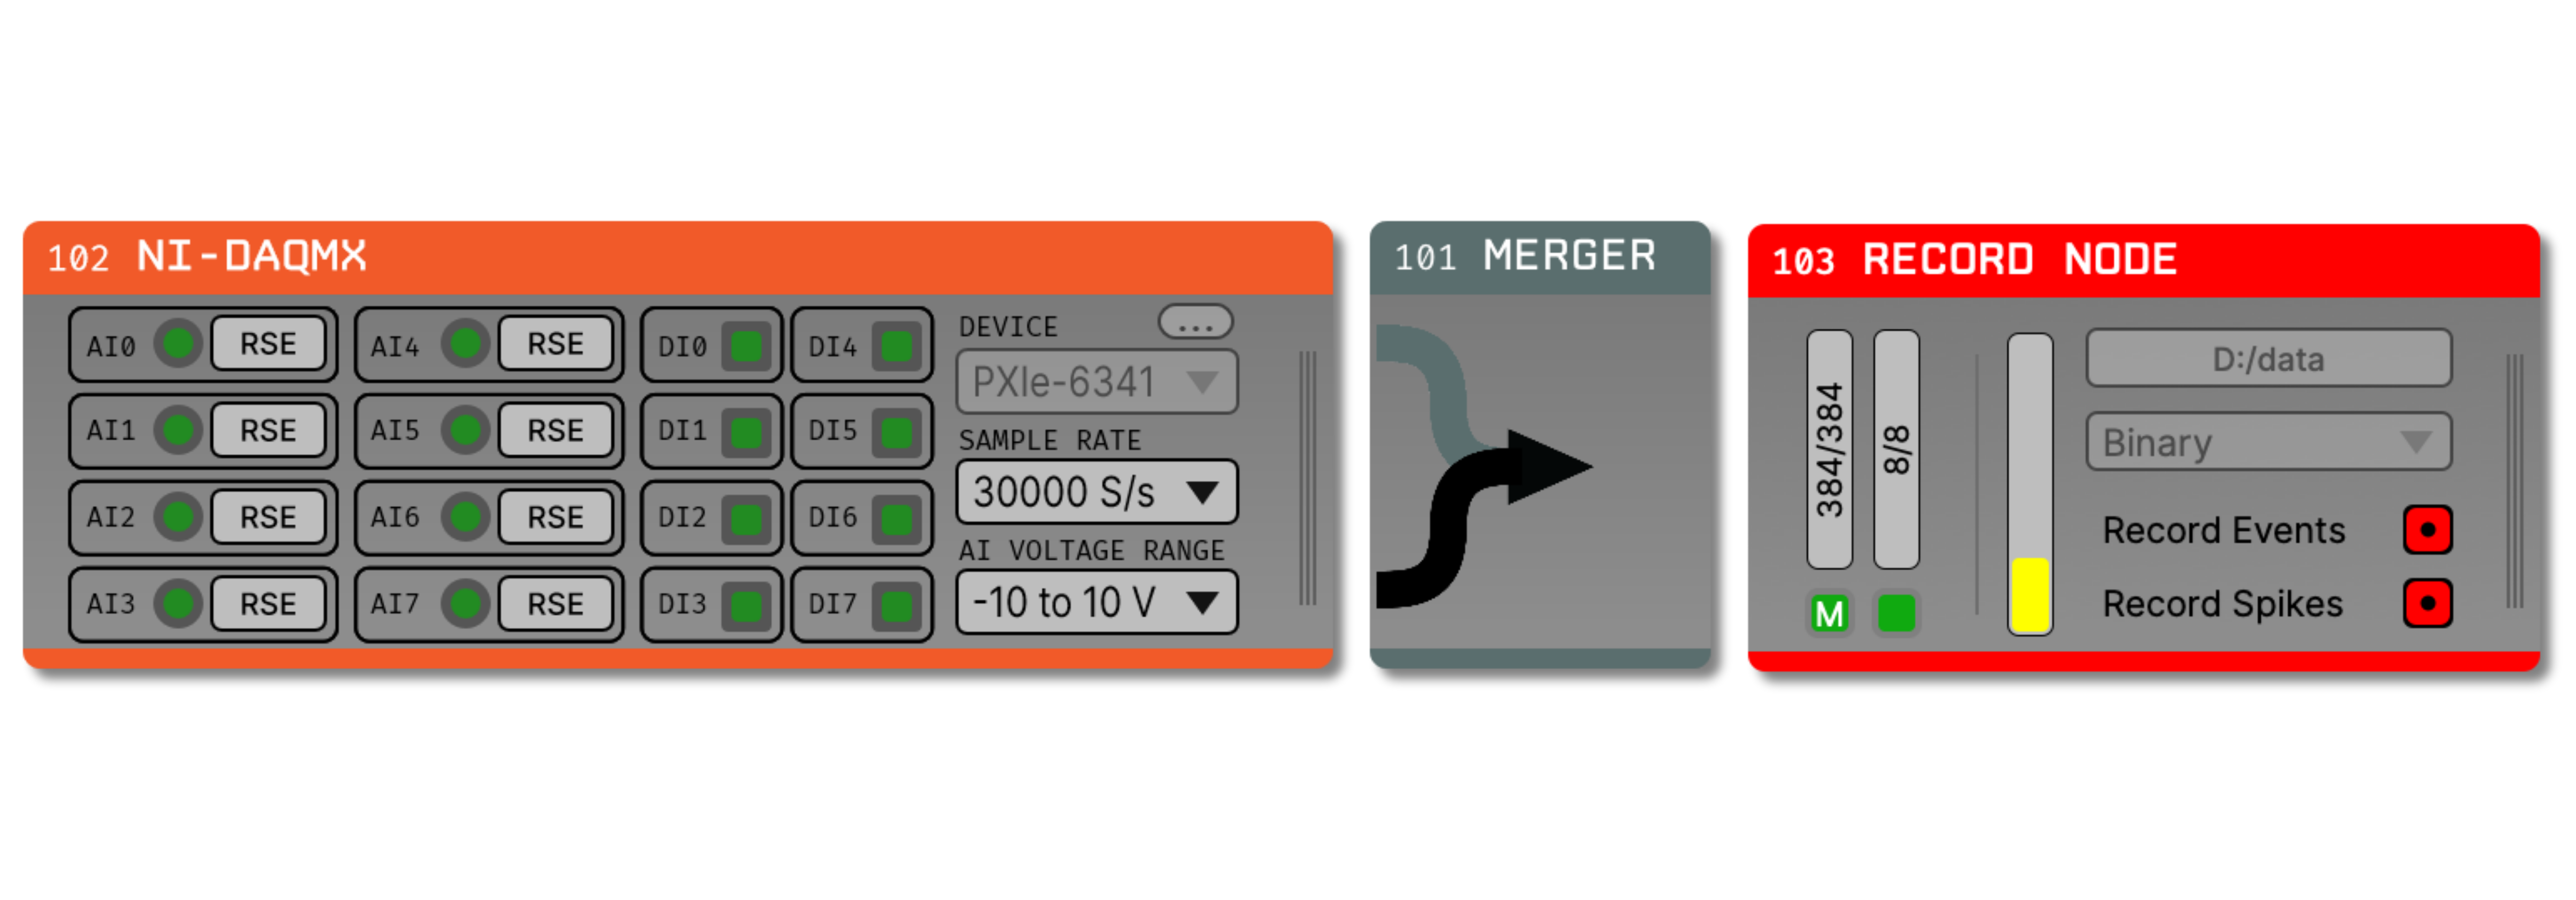 102 NI-DAQMX
AI0 RSE AI4 RSE DI0 DI4
AI1 RSE AI5 RSE DI1 DI5
AI2 RSE AI6 RSE DI2 DI6
AI3 RSE AI7 RSE DI3 DI7
DEVICE ...
PXIe-6341
SAMPLE RATE
30000 S/s
AI VOLTAGE RANGE
-10 to 10 V
101 MERGER
103 RECORD NODE
384/384
M
8/8
D:/data
Binary
Record Events
Record Spikes